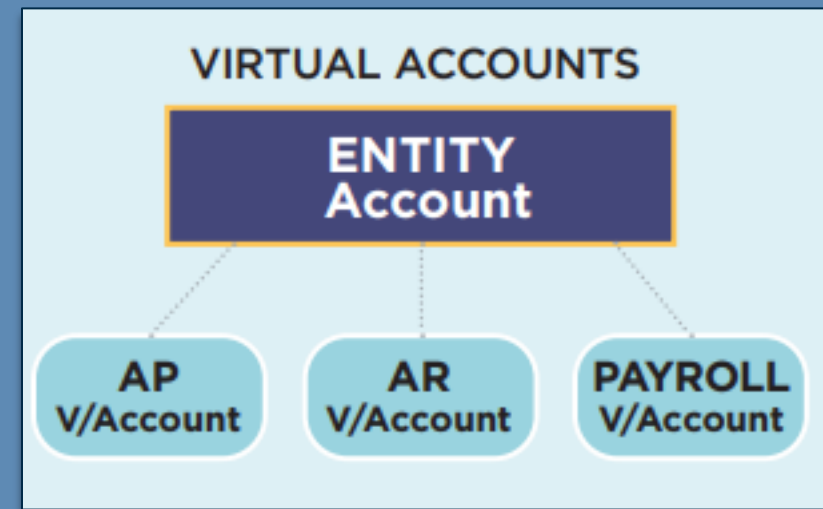 VIRTUAL ACCOUNTS
ENTITY
Account
AP
V/Account
AR
V/Account
PAYROLL
V/Account